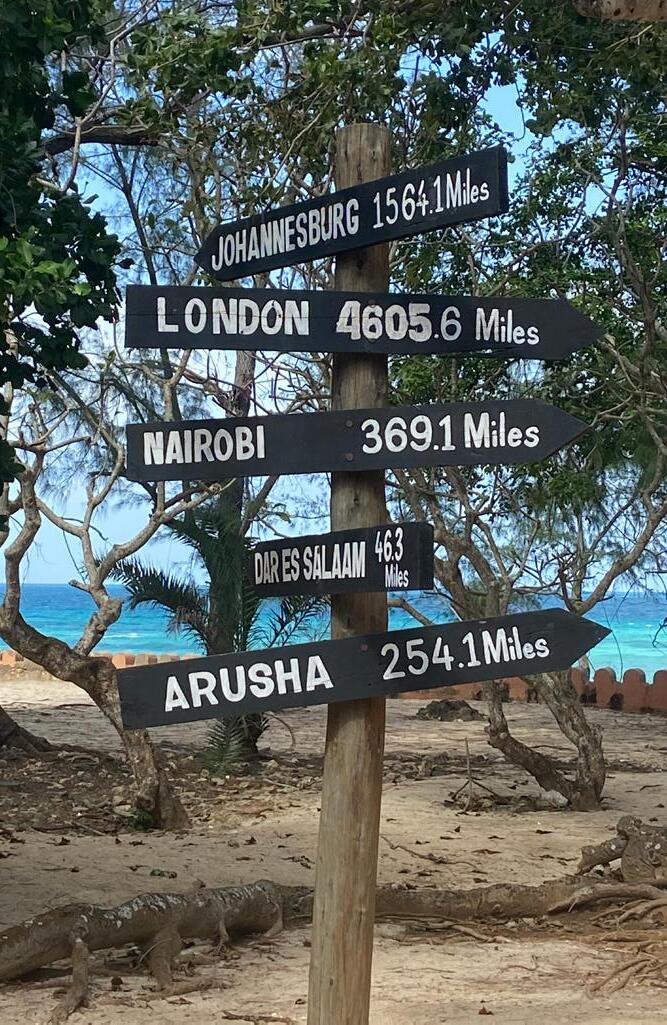 JOHANNESBURG 1564.1 Miles
LONDON 4605.6 Miles
NAIROBI 369.1 Miles
DAR ES SALAAM 46.3 Miles
ARUSHA 254.1 Miles